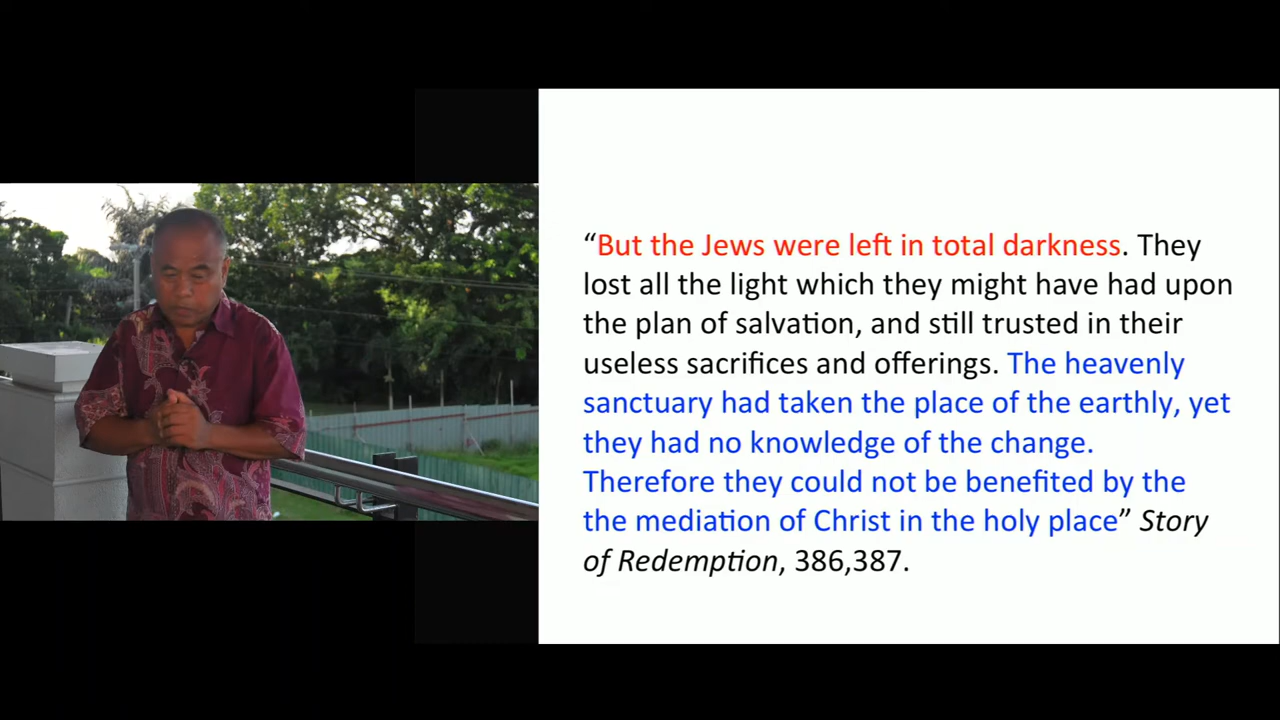 “But the Jews were left in total darkness. They
lost all the light which they might have had upon
the plan of salvation, and still trusted in their
useless sacrifices and offerings. The heavenly
sanctuary had taken the place of the earthly, yet
they had no knowledge of the change.
Therefore they could not be benefited by the
the mediation of Christ in the holy place” Story
of Redemption, 386,387.